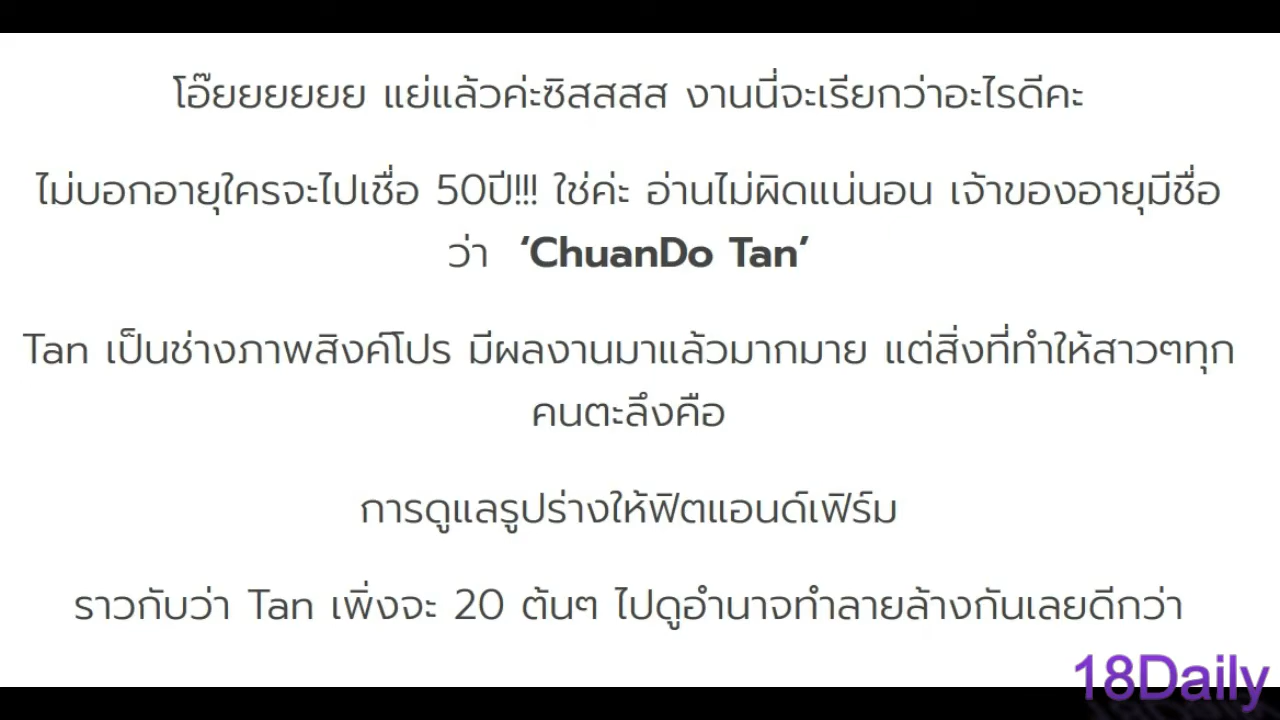 โอ๊ยยยยยย แย่แล้วค่ะซิสสสส งานนี่จะเรียกว่าอะไรดีคะ
ไม่บอกอายุใครจะไปเชื่อ 50ปี!!! ใช่ค่ะ อ่านไม่ผิดแน่นอน เจ้าของอายุมีชื่อ
ว่า ‘ChuanDo Tan’
Tan เป็นช่างภาพสิงค์โปร มีผลงานมาแล้วมากมาย แต่สิ่งที่ทำให้สาวๆทุก
คนตะลึงคือ
การดูแลรูปร่างให้ฟิตแอนด์เฟิร์ม
ราวกับว่า Tan เพิ่งจะ 20 ต้นๆ ไปดูอำนาจทำลายล้างกันเลยดีกว่า
18Daily